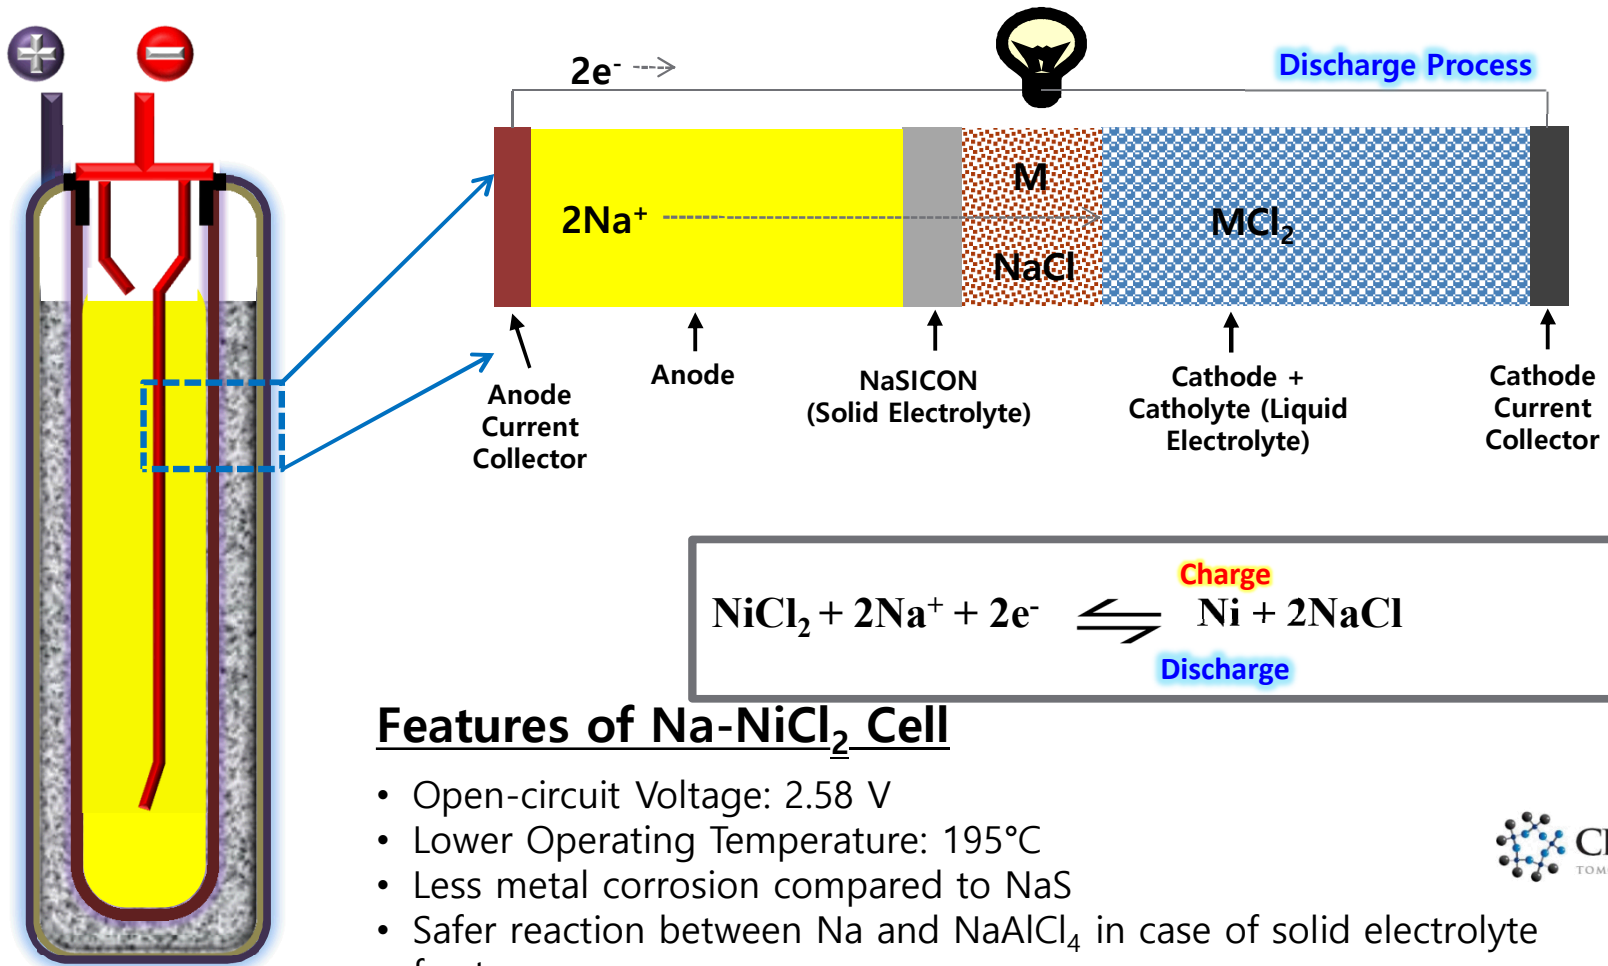 2e⁻
Discharge Process
2Na⁺
M
NaCl
MCl₂
Anode
Current
Collector
Anode
NaSICON
(Solid Electrolyte)
Cathode +
Catholyte (Liquid
Electrolyte)
Cathode
Current
Collector
Charge
NiCl₂ + 2Na⁺ + 2e⁻ ⇌ Ni + 2NaCl
Discharge
Features of Na-NiCl₂ Cell
• Open-circuit Voltage: 2.58 V
• Lower Operating Temperature: 195°C
• Less metal corrosion compared to NaS
• Safer reaction between Na and NaAlCl₄ in case of solid electrolyte